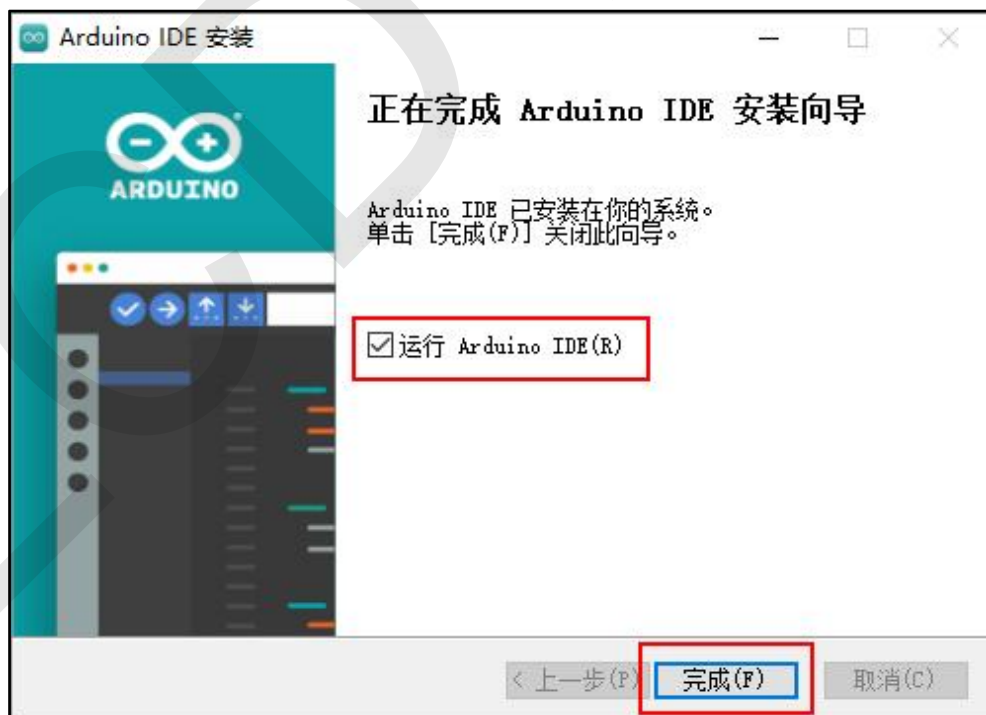 Arduino IDE 安装
ARDUINO
正在完成 Arduino IDE 安装向导
Arduino IDE 已安装在你的系统。
单击 [完成(F)] 关闭此向导。
运行 Arduino IDE(R)
< 上一步(P)
完成(F)
取消(C)